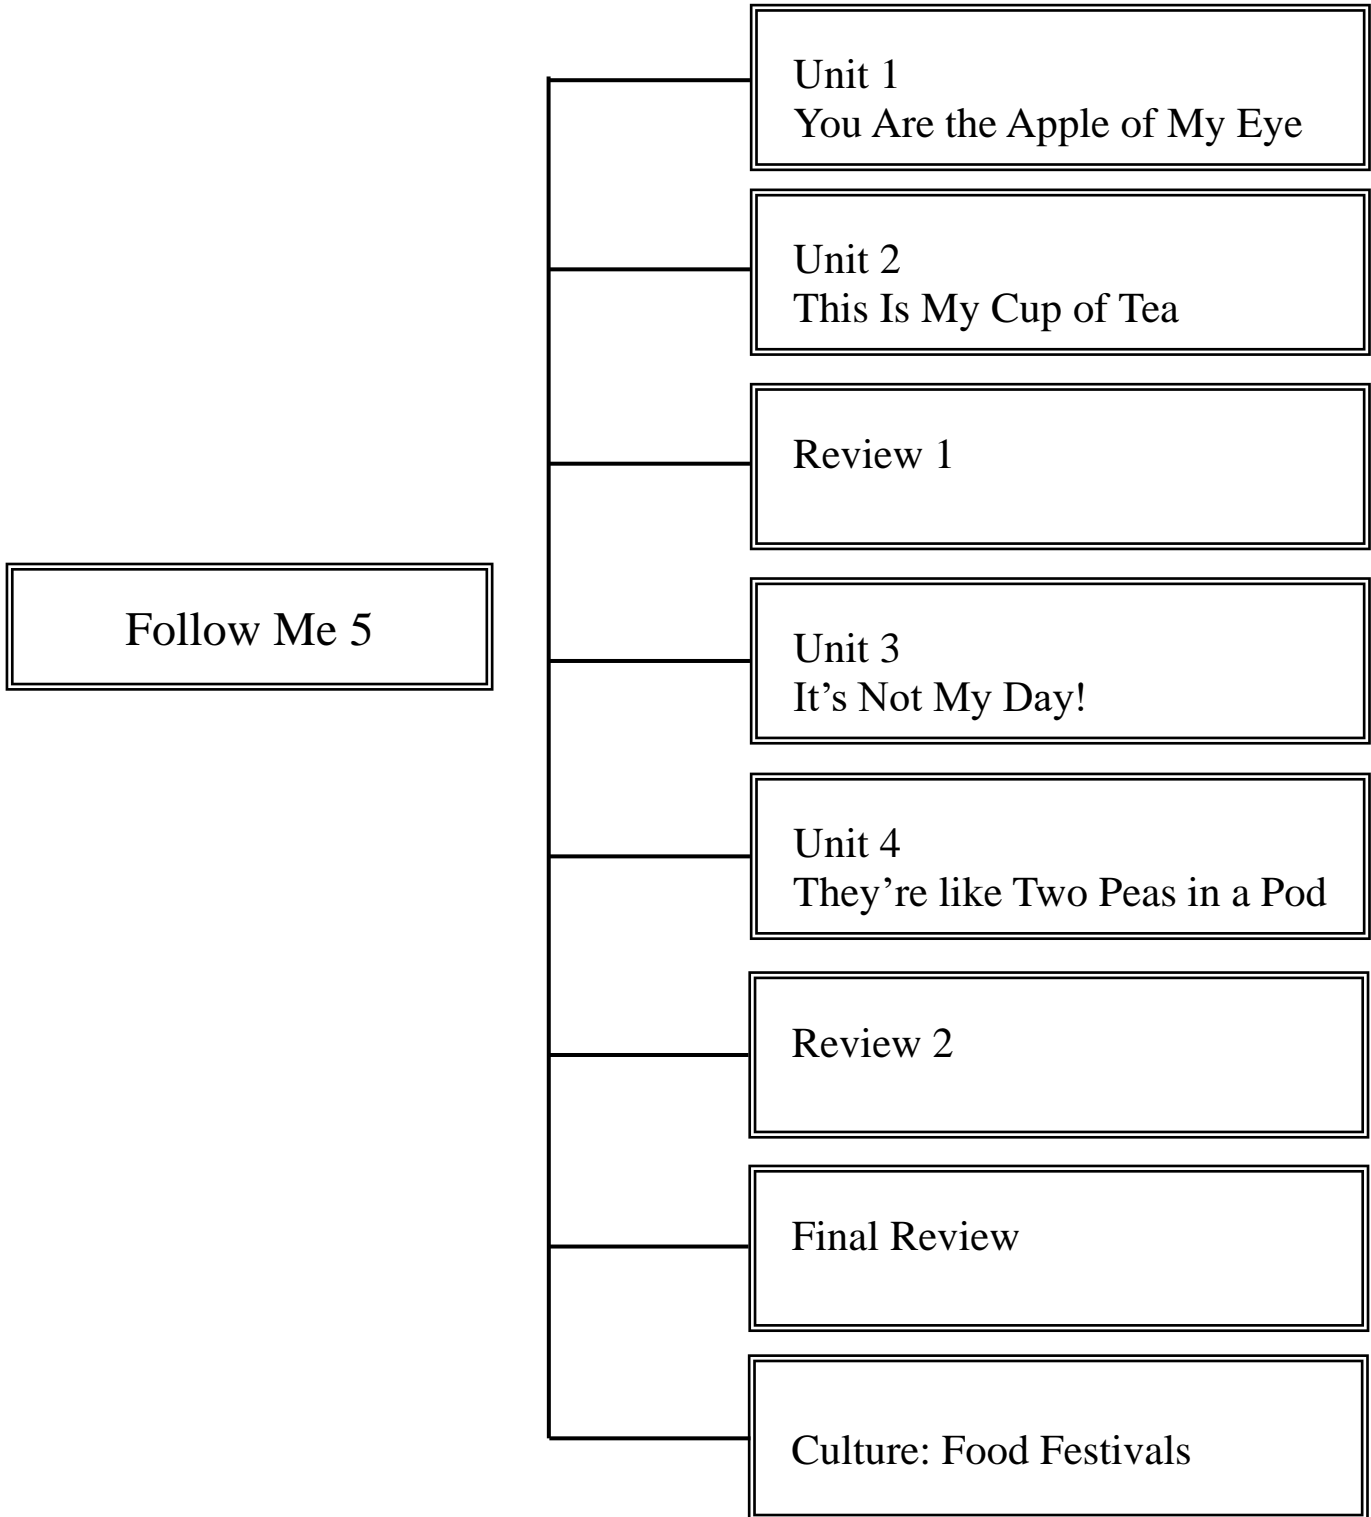 Follow Me 5
Unit 1
You Are the Apple of My Eye
Unit 2
This Is My Cup of Tea
Review 1
Unit 3
It’s Not My Day!
Unit 4
They’re like Two Peas in a Pod
Review 2
Final Review
Culture: Food Festivals